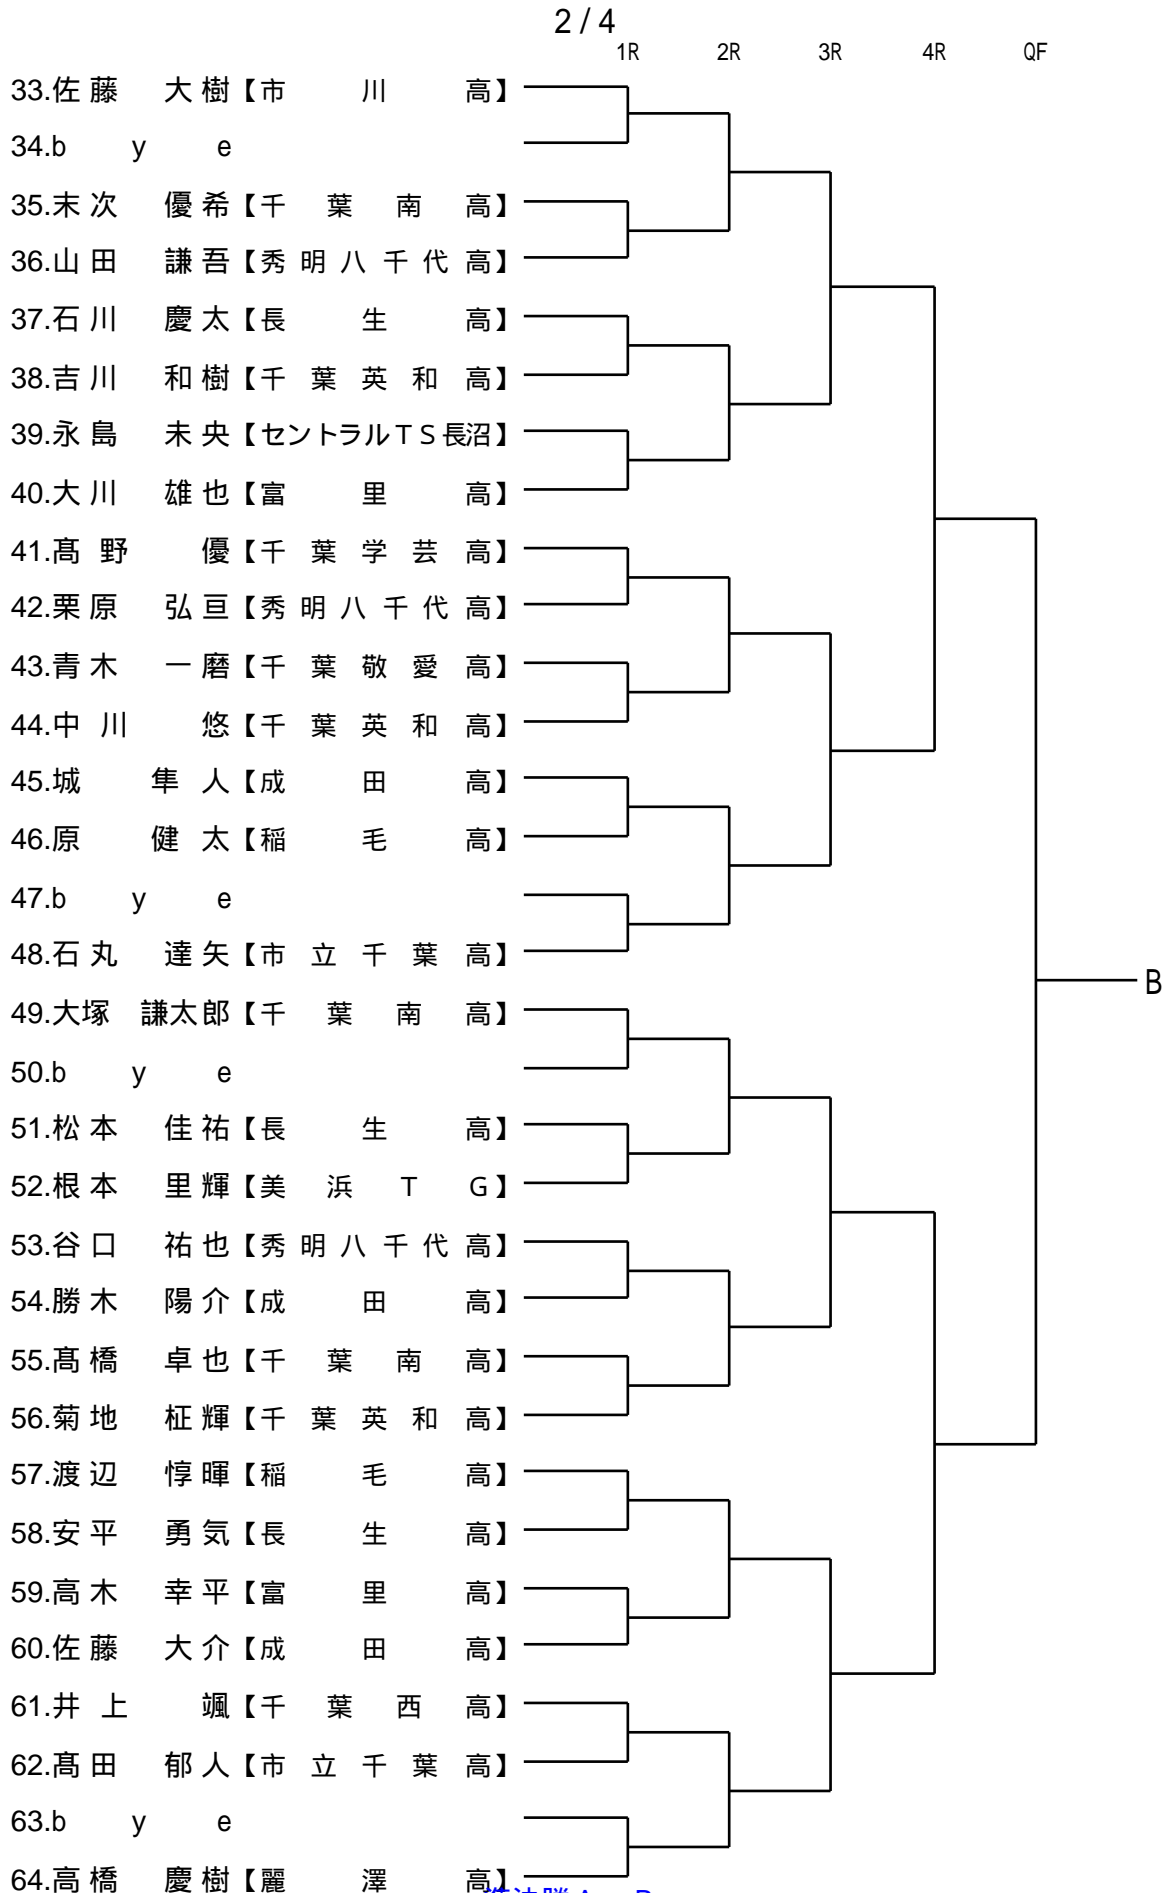 2 / 4
1R 2R 3R 4R QF
33.佐藤 大樹【市川高】
34.bye
35.末次 優希【千葉南高】
36.山田 謙吾【秀明八千代高】
37.石川 慶太【長生高】
38.吉川 和樹【千葉英和高】
39.永島 未央【セントラルTS長沼】
40.大川 雄也【富里高】
41.髙野 優【千葉学芸高】
42.栗原 弘亘【秀明八千代高】
43.青木 一磨【千葉敬愛高】
44.中川 悠【千葉英和高】
45.城 隼人【成田高】
46.原 健太【稲毛高】
47.bye
48.石丸 達矢【市立千葉高】
B
49.大塚 謙太郎【千葉南高】
50.bye
51.松本 佳祐【長生高】
52.根本 里輝【美浜TG】
53.谷口 祐也【秀明八千代高】
54.勝木 陽介【成田高】
55.髙橋 卓也【千葉南高】
56.菊地 柾輝【千葉英和高】
57.渡辺 惇暉【稲毛高】
58.安平 勇気【長生高】
59.高木 幸平【富里高】
60.佐藤 大介【成田高】
61.井上 颯【千葉西高】
62.髙田 郁人【市立千葉高】
63.bye
64.高橋 慶樹【麗澤高】